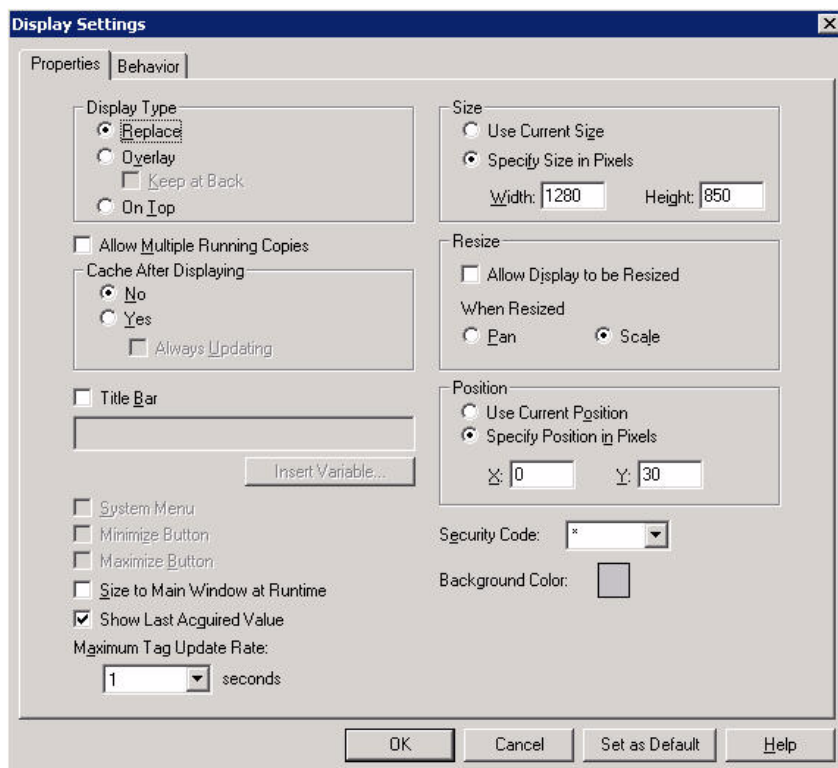 Display Settings
Properties
Behavior
Display Type
Replace
Overlay
Keep at Back
On Top
Allow Multiple Running Copies
Cache After Displaying
No
Yes
Always Updating
Title Bar
Insert Variable...
System Menu
Minimize Button
Maximize Button
Size to Main Window at Runtime
Show Last Acquired Value
Maximum Tag Update Rate:
1 seconds
Size
Use Current Size
Specify Size in Pixels
Width: 1280 Height: 850
Resize
Allow Display to be Resized
When Resized
Pan Scale
Position
Use Current Position
Specify Position in Pixels
X: 0 Y: 30
Security Code: *
Background Color:
OK Cancel Set as Default Help